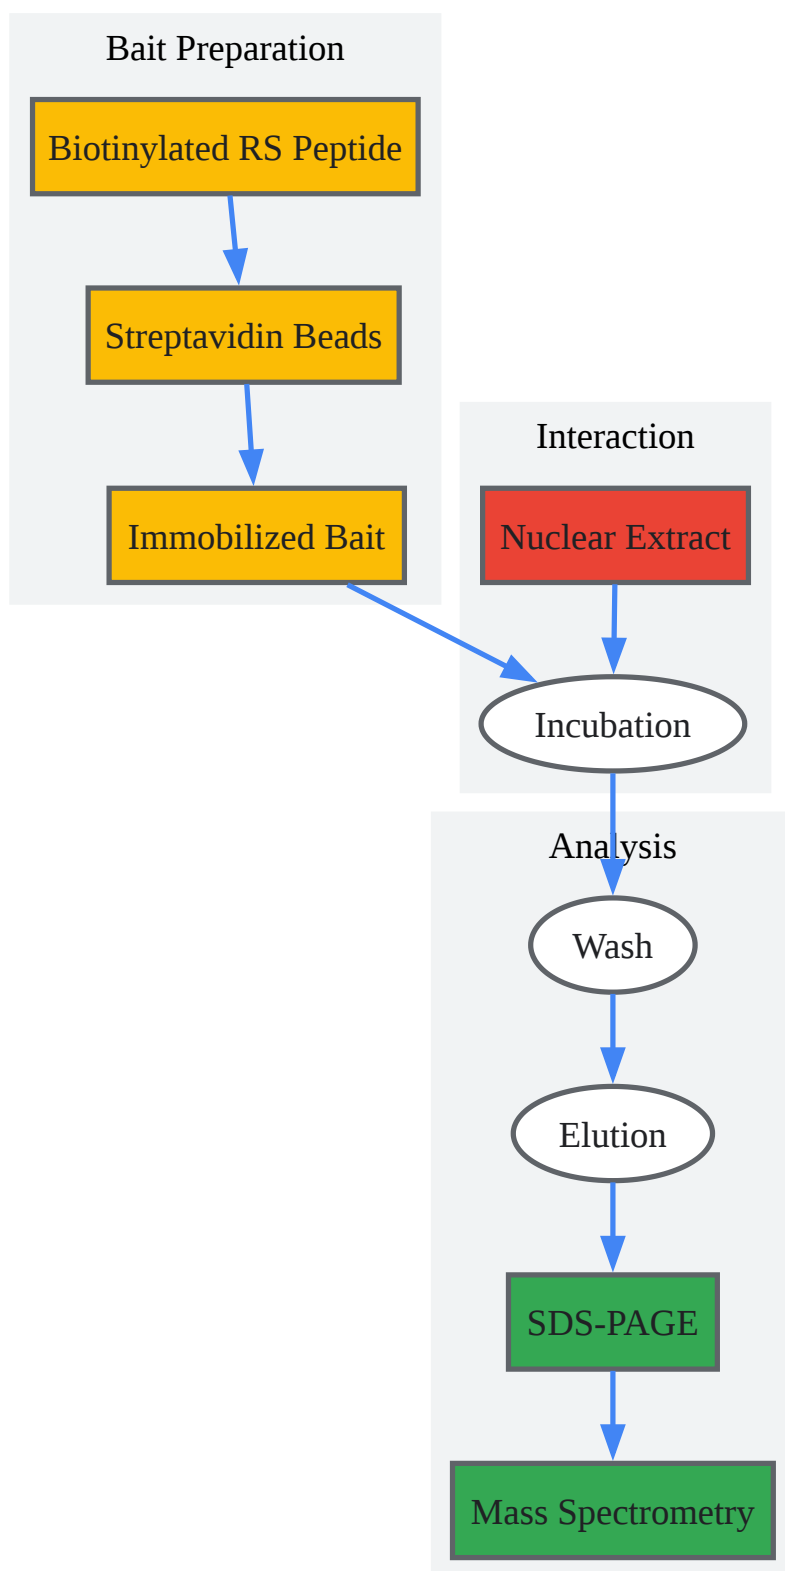 Bait Preparation
Biotinylated RS Peptide
Streptavidin Beads
Immobilized Bait
Interaction
Nuclear Extract
Incubation
Analysis
Wash
Elution
SDS-PAGE
Mass Spectrometry